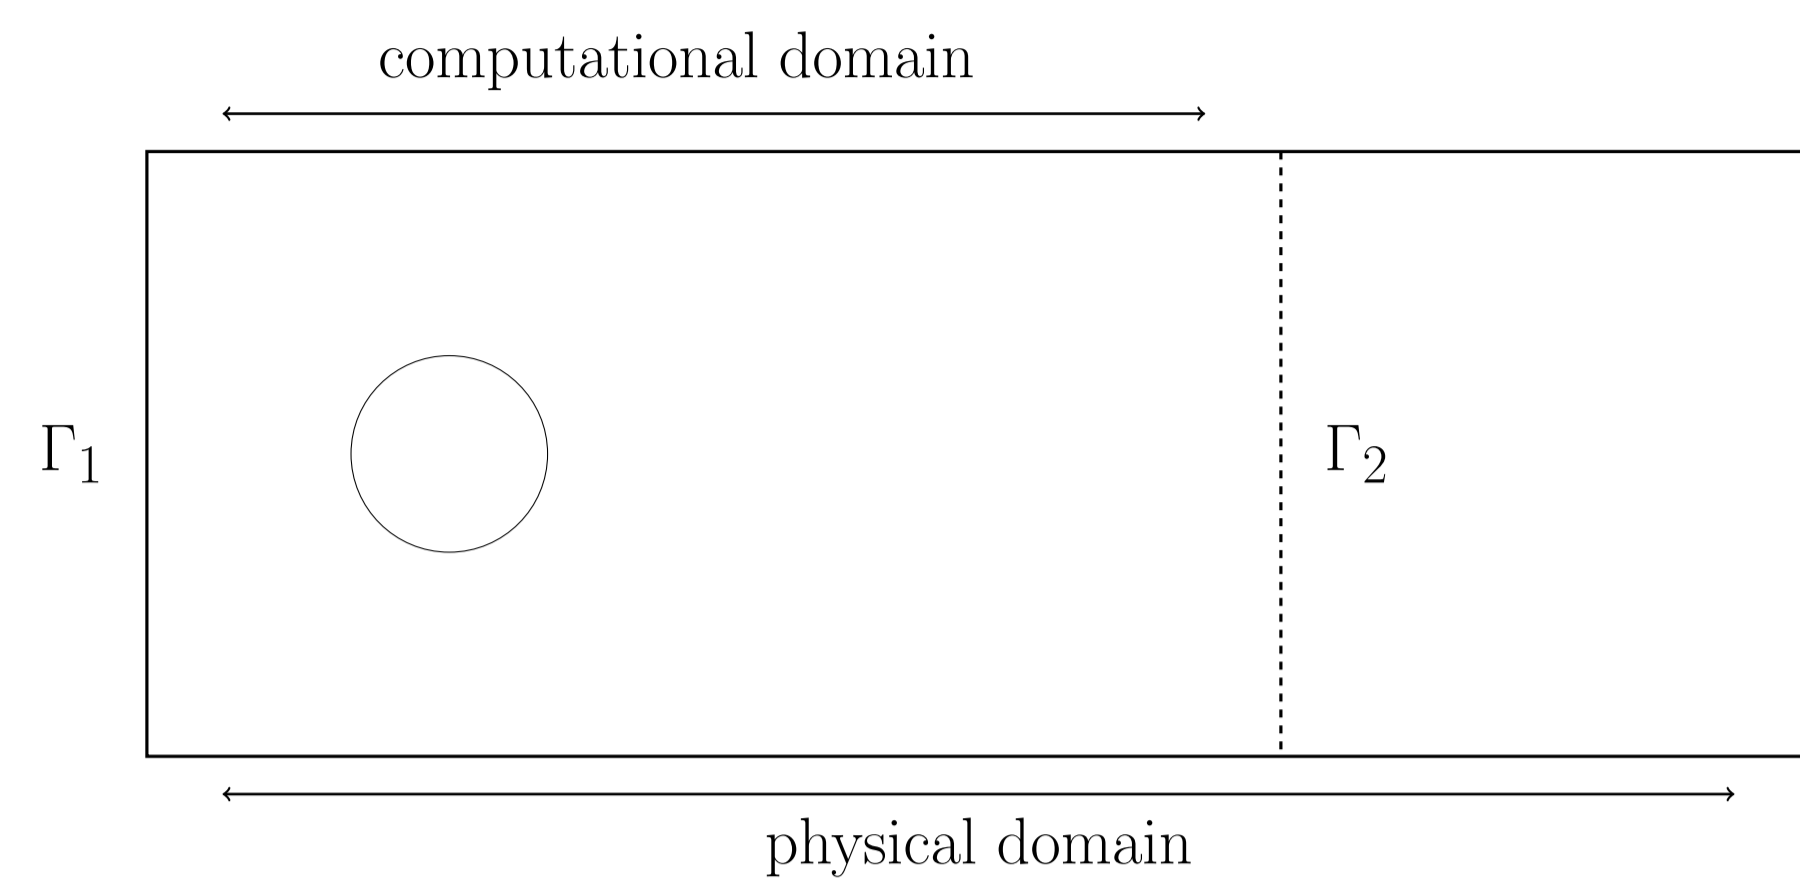 computational domain
Γ₁
Γ₂
physical domain